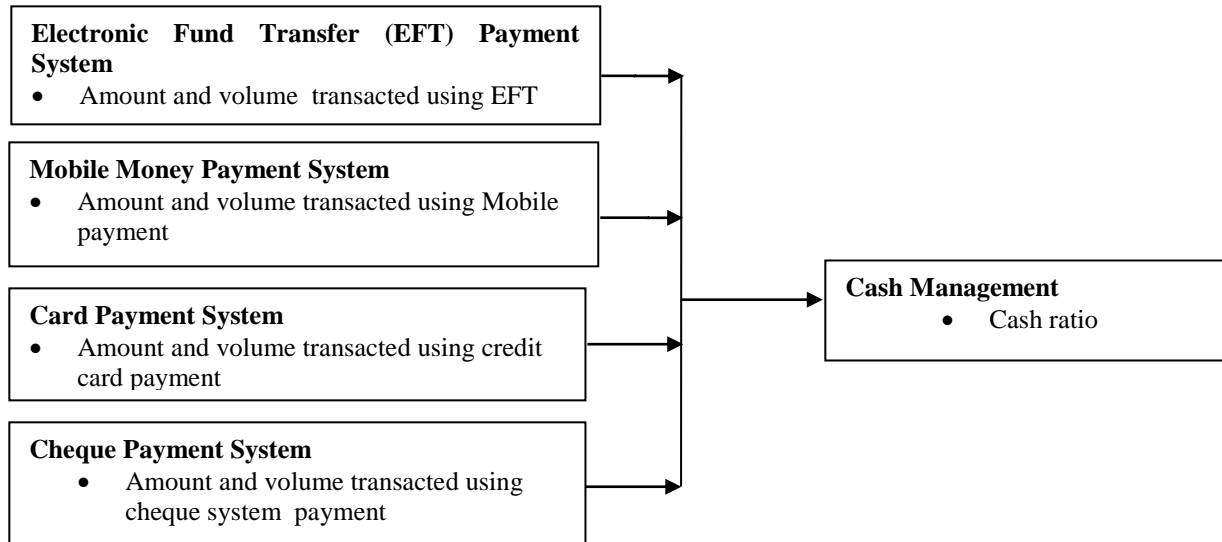 Electronic Fund Transfer (EFT) Payment
System
• Amount and volume transacted using EFT
Mobile Money Payment System
• Amount and volume transacted using Mobile
payment
Card Payment System
• Amount and volume transacted using credit
card payment
Cheque Payment System
• Amount and volume transacted using
cheque system payment
Cash Management
• Cash ratio